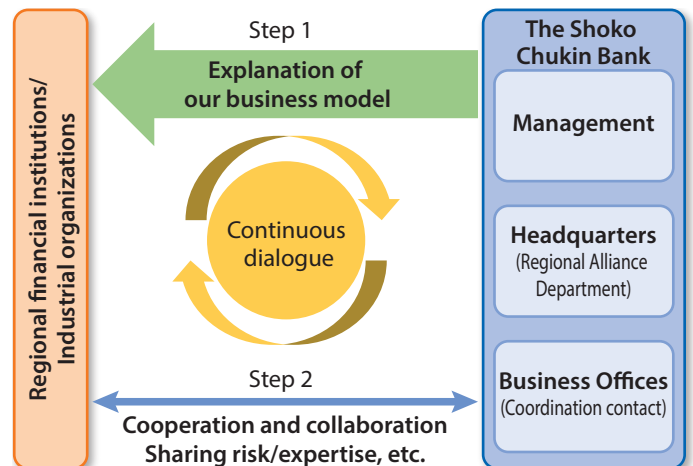 Regional financial institutions/
Industrial organizations
Step 1
Explanation of
our business model
Continuous
dialogue
Step 2
Cooperation and collaboration
Sharing risk/expertise, etc.
The Shoko
Chukin Bank
Management
Headquarters
(Regional Alliance
Department)
Business Offices
(Coordination contact)